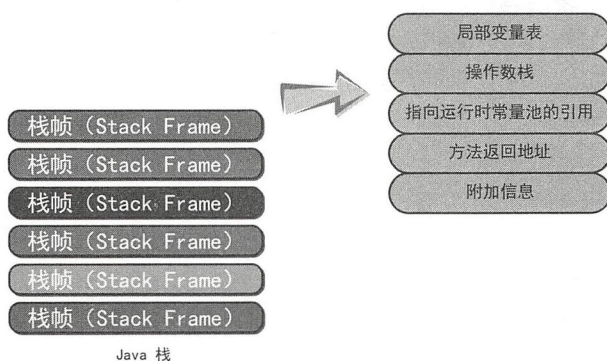 栈帧（Stack Frame）
栈帧（Stack Frame）
栈帧（Stack Frame）
栈帧（Stack Frame）
栈帧（Stack Frame）
栈帧（Stack Frame）
Java 栈
局部变量表
操作数栈
指向运行时常量池的引用
方法返回地址
附加信息